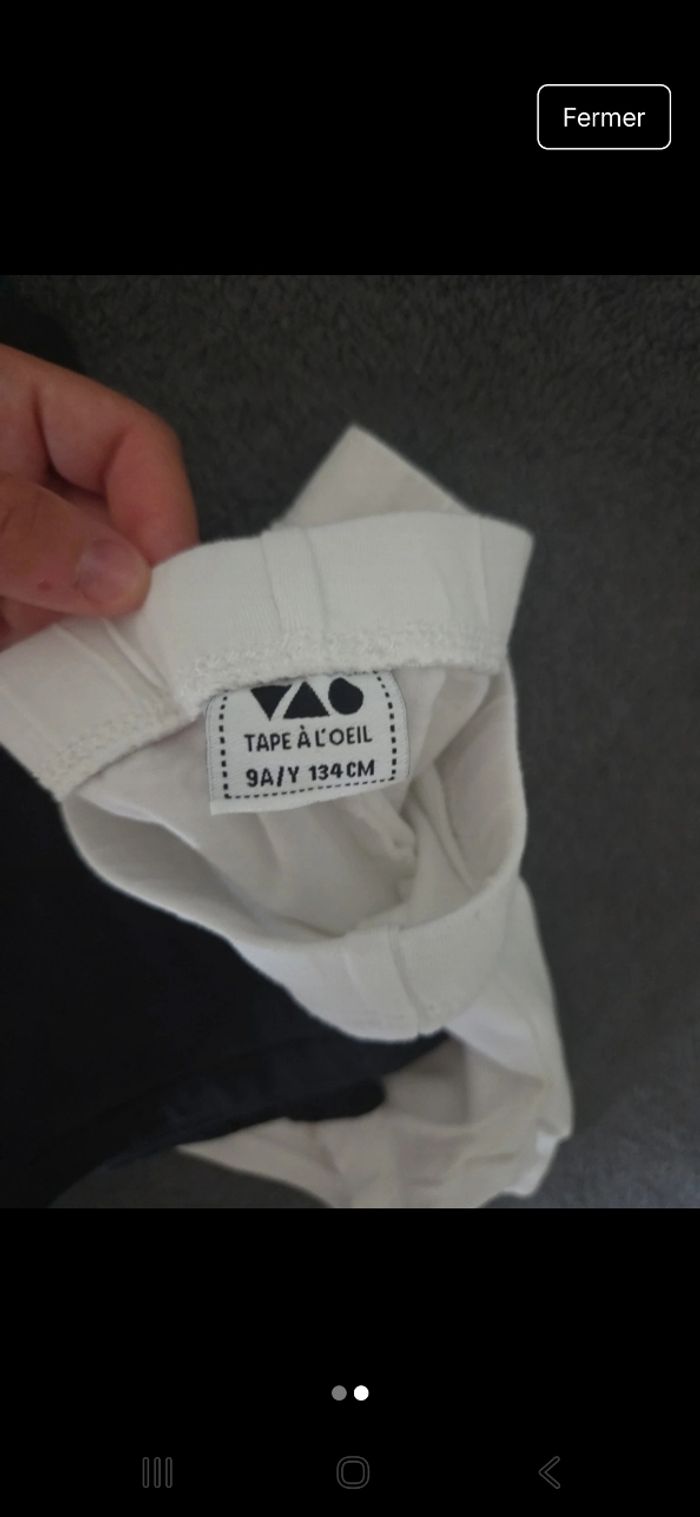 Fermer
TAPE À L'OEIL
9A/Y 134CM